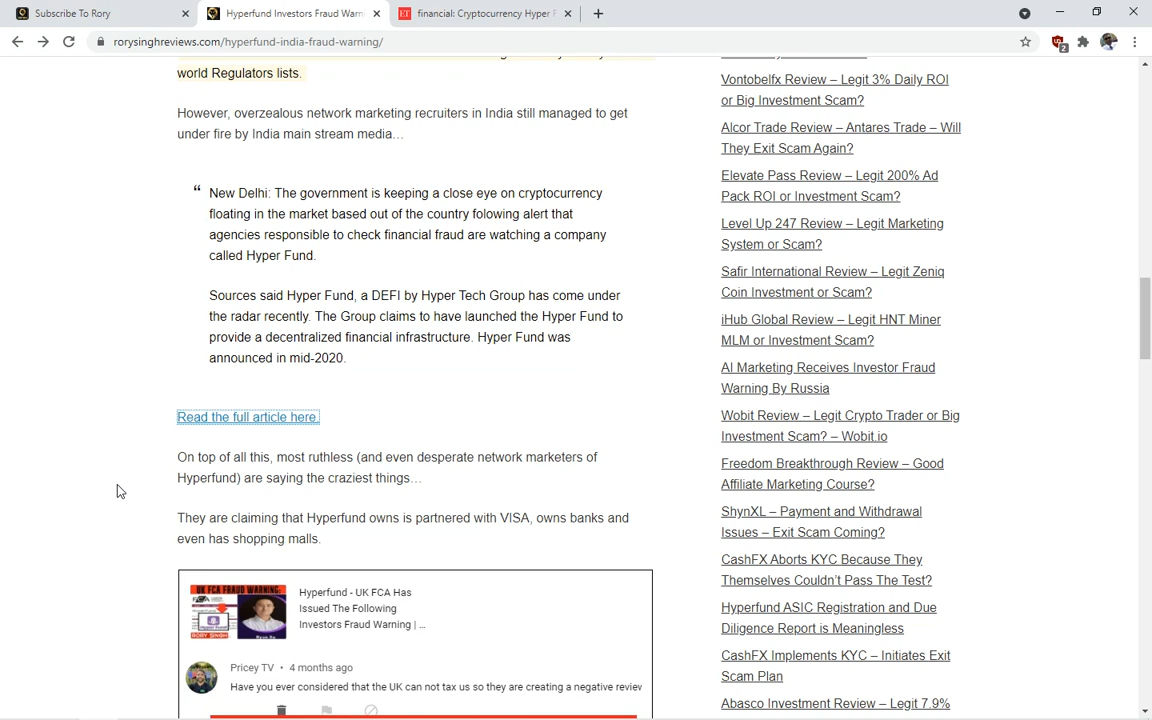 Subscribe To Rory
Hyperfund Investors Fraud Warni
financial: Cryptocurrency Hyper F
rorysinghreviews.com/hyperfund-india-fraud-warning/
2
world Regulators lists.
However, overzealous network marketing recruiters in India still managed to get
under fire by India main stream media…
“ New Delhi: The government is keeping a close eye on cryptocurrency
floating in the market based out of the country folowing alert that
agencies responsible to check financial fraud are watching a company
called Hyper Fund.
Sources said Hyper Fund, a DEFI by Hyper Tech Group has come under
the radar recently. The Group claims to have launched the Hyper Fund to
provide a decentralized financial infrastructure. Hyper Fund was
announced in mid-2020.
Read the full article here.
On top of all this, most ruthless (and even desperate network marketers of
Hyperfund) are saying the craziest things…
They are claiming that Hyperfund owns is partnered with VISA, owns banks and
even has shopping malls.
UK FCA FRAUD WARNING:
FCA
RORY SINGH
Hyperfund - UK FCA Has
Issued The Following
Investors Fraud Warning | ...
Pricey TV • 4 months ago
Have you ever considered that the UK can not tax us so they are creating a negative review
Vontobelfx Review – Legit 3% Daily ROI
or Big Investment Scam?
Alcor Trade Review – Antares Trade – Will
They Exit Scam Again?
Elevate Pass Review – Legit 200% Ad
Pack ROI or Investment Scam?
Level Up 247 Review – Legit Marketing
System or Scam?
Safir International Review – Legit Zeniq
Coin Investment or Scam?
iHub Global Review – Legit HNT Miner
MLM or Investment Scam?
AI Marketing Receives Investor Fraud
Warning By Russia
Wobit Review – Legit Crypto Trader or Big
Investment Scam? – Wobit.io
Freedom Breakthrough Review – Good
Affiliate Marketing Course?
ShynXL – Payment and Withdrawal
Issues – Exit Scam Coming?
CashFX Aborts KYC Because They
Themselves Couldn’t Pass The Test?
Hyperfund ASIC Registration and Due
Diligence Report is Meaningless
CashFX Implements KYC – Initiates Exit
Scam Plan
Abasco Investment Review – Legit 7.9%